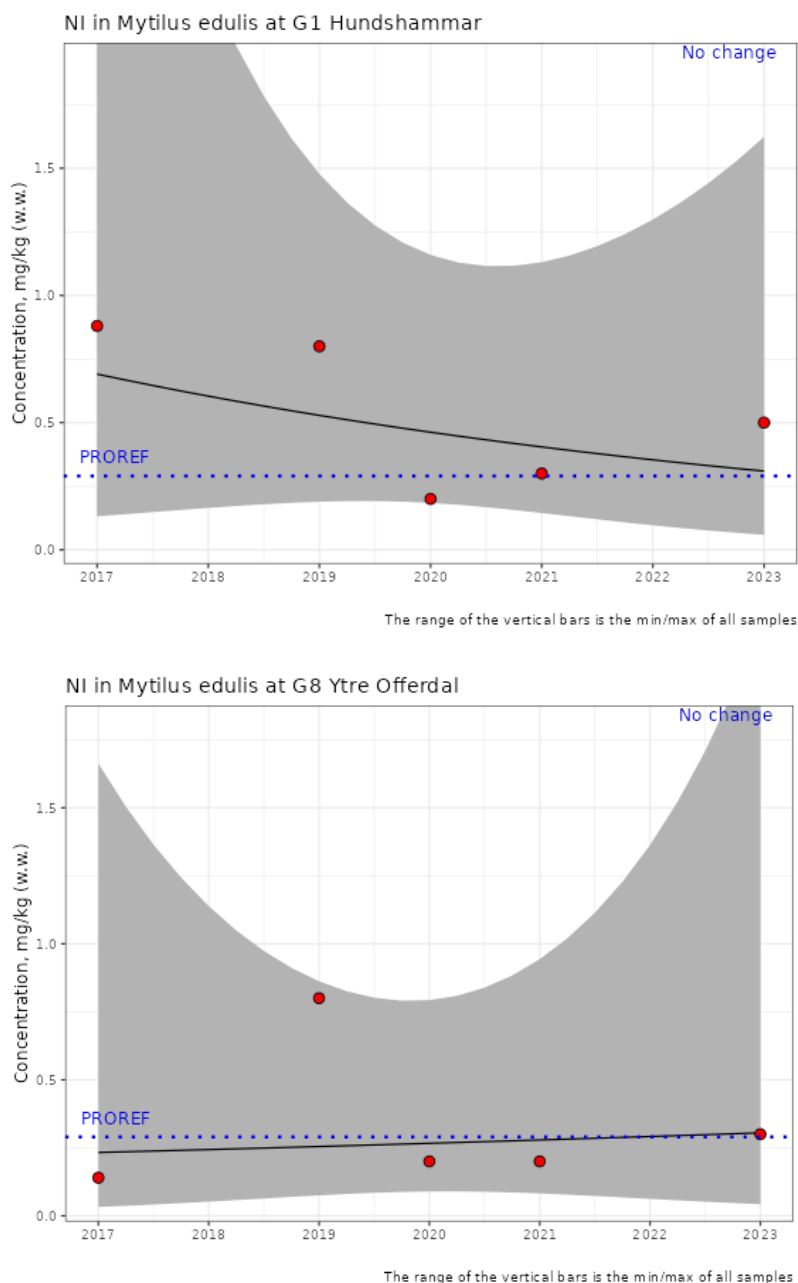 NI in Mytilus edulis at G1 Hundshammar
No change
1.5
1.0
0.5
0.0
Concentration, mg/kg (w.w.)
PROREF
2017 2018 2019 2020 2021 2022 2023
The range of the vertical bars is the min/max of all samples
NI in Mytilus edulis at G8 Ytre Offerdal
No change
1.5
1.0
0.5
0.0
Concentration, mg/kg (w.w.)
PROREF
2017 2018 2019 2020 2021 2022 2023
The range of the vertical bars is the min/max of all samples